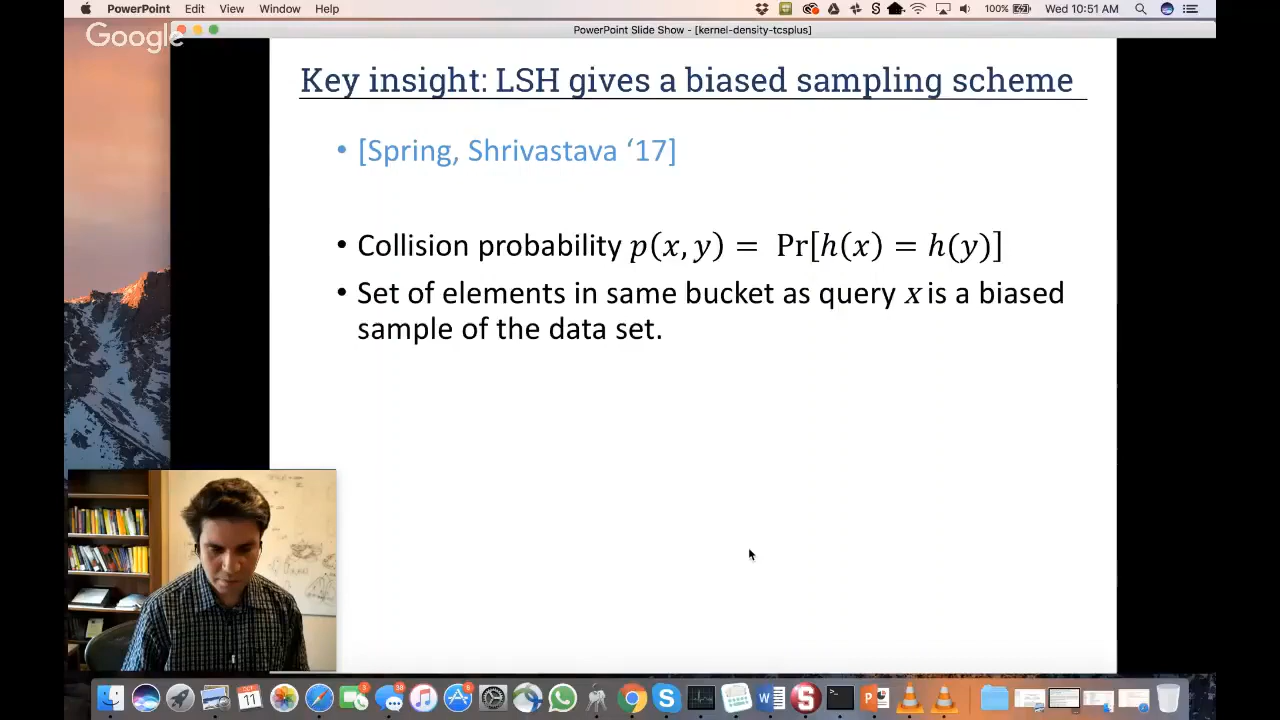 PowerPoint Edit View Window Help 100% Wed 10:51 AM
PowerPoint Slide Show - [kernel-density-tcsplus]
Google
Key insight: LSH gives a biased sampling scheme
• [Spring, Shrivastava ‘17]
• Collision probability p(x, y) = Pr[h(x) = h(y)]
• Set of elements in same bucket as query x is a biased
sample of the data set.